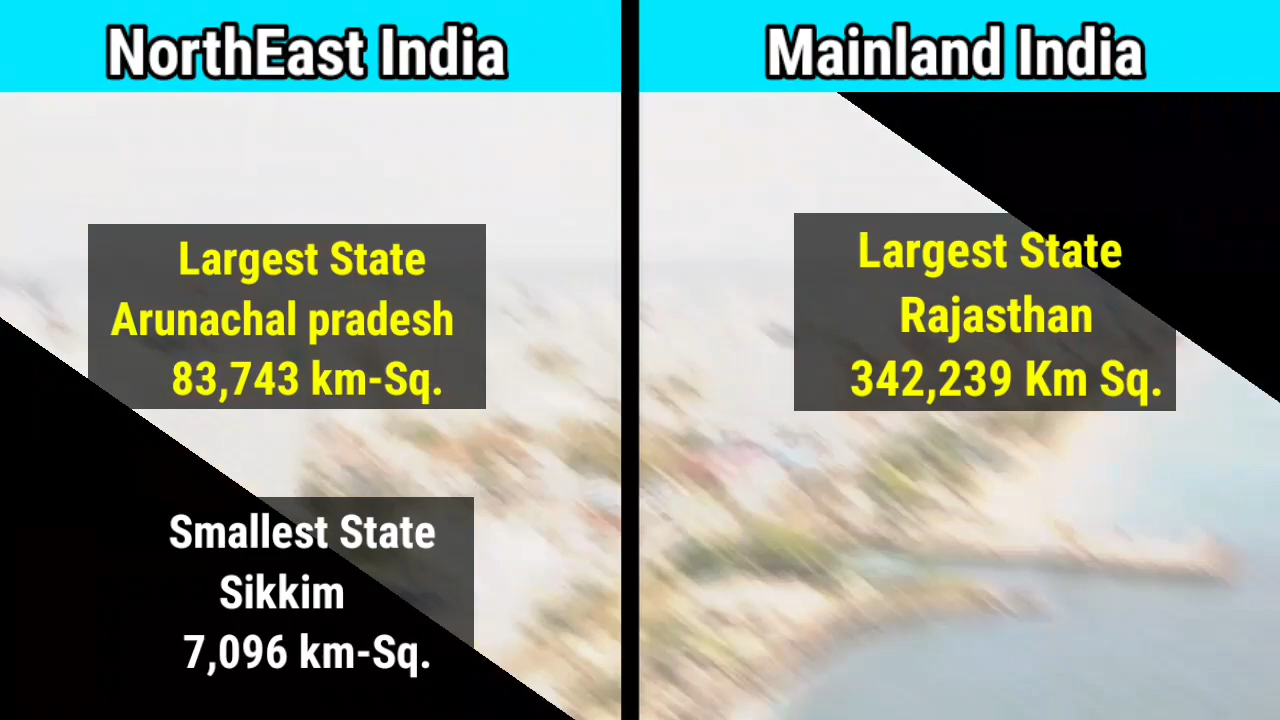 NorthEast India
Largest State
Arunachal pradesh
83,743 km-Sq.
Smallest State
Sikkim
7,096 km-Sq.
Mainland India
Largest State
Rajasthan
342,239 Km Sq.